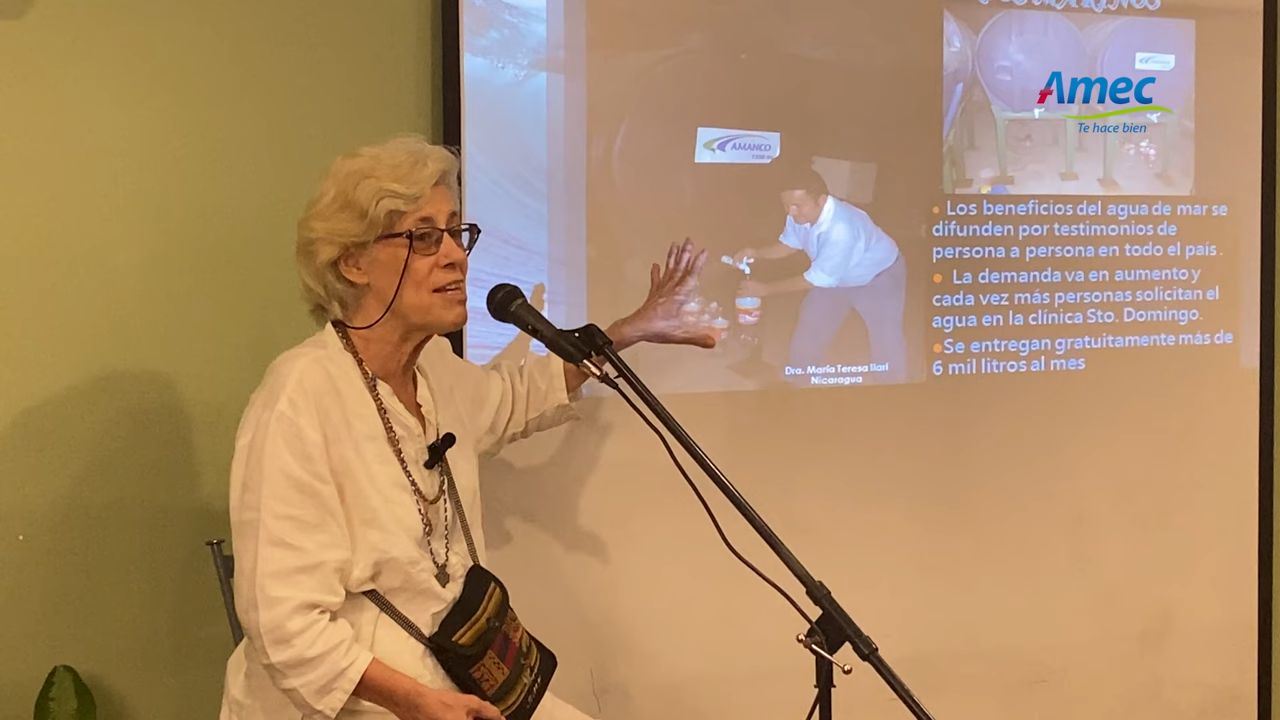 Amec
Te hace bien
AMANCO
• Los beneficios del agua de mar se
difunden por testimonios de
persona a persona en todo el país.
• La demanda va en aumento y
cada vez más personas solicitan el
agua en la clínica Sto. Domingo.
•Se entregan gratuitamente más de
6 mil litros al mes
Dra. María Teresa Ilari
Nicaragua